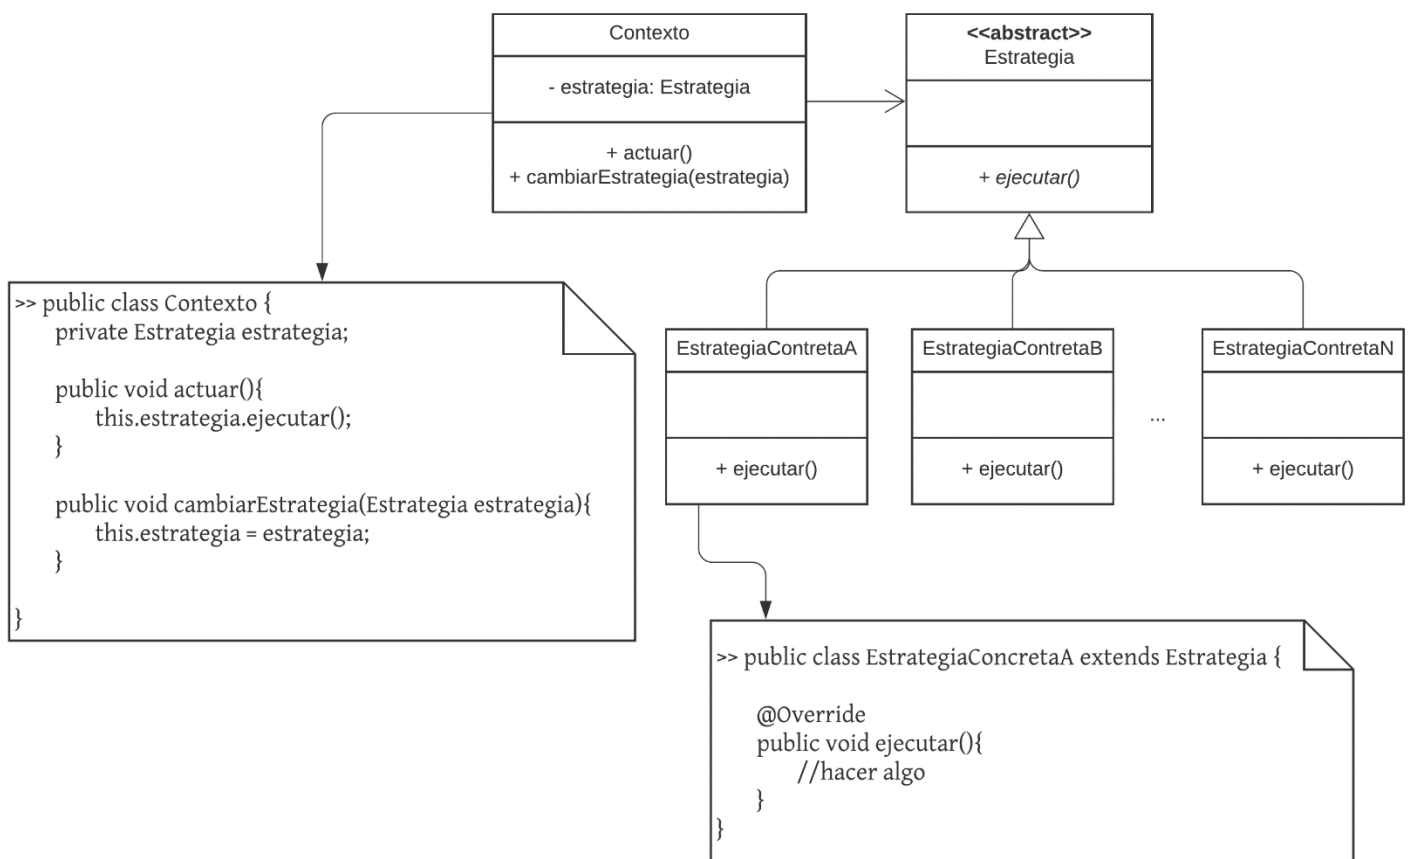 Contexto
- estrategia: Estrategia
+ actuar()
+ cambiarEstrategia(estrategia)
<<abstract>>
Estrategia
+ ejecutar()
>> public class Contexto {
private Estrategia estrategia;
public void actuar(){
this.estrategia.ejecutar();
}
public void cambiarEstrategia(Estrategia estrategia){
this.estrategia = estrategia;
}
}
EstrategiaContretaA
+ ejecutar()
EstrategiaContretaB
+ ejecutar()
...
EstrategiaContretaN
+ ejecutar()
>> public class EstrategiaConcretaA extends Estrategia {
@Override
public void ejecutar(){
//hacer algo
}
}